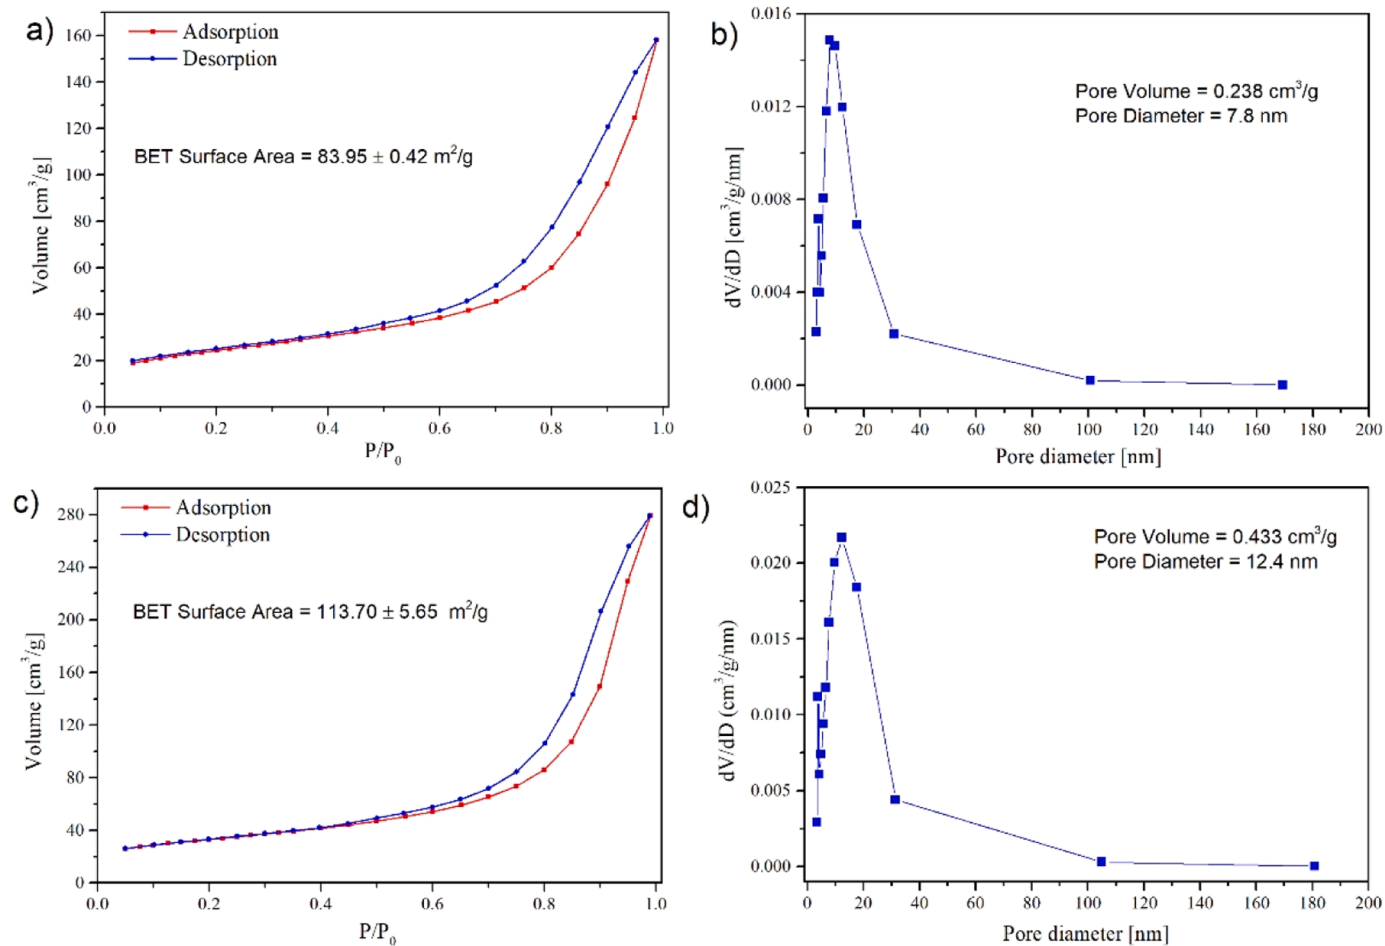 a)
Adsorption
Desorption
BET Surface Area = 83.95 ± 0.42 m²/g
Volume [cm³/g]
160
140
120
100
80
60
40
20
0
0.0 0.2 0.4 0.6 0.8 1.0
P/P₀
b)
Pore Volume = 0.238 cm³/g
Pore Diameter = 7.8 nm
dV/dD [cm³/g/nm]
0.016
0.012
0.008
0.004
0.000
0 20 40 60 80 100 120 140 160 180 200
Pore diameter [nm]
c)
Adsorption
Desorption
BET Surface Area = 113.70 ± 5.65 m²/g
Volume [cm³/g]
280
240
200
160
120
80
40
0
0.0 0.2 0.4 0.6 0.8 1.0
P/P₀
d)
Pore Volume = 0.433 cm³/g
Pore Diameter = 12.4 nm
dV/dD (cm³/g/nm)
0.025
0.020
0.015
0.010
0.005
0.000
0 20 40 60 80 100 120 140 160 180 200
Pore diameter [nm]